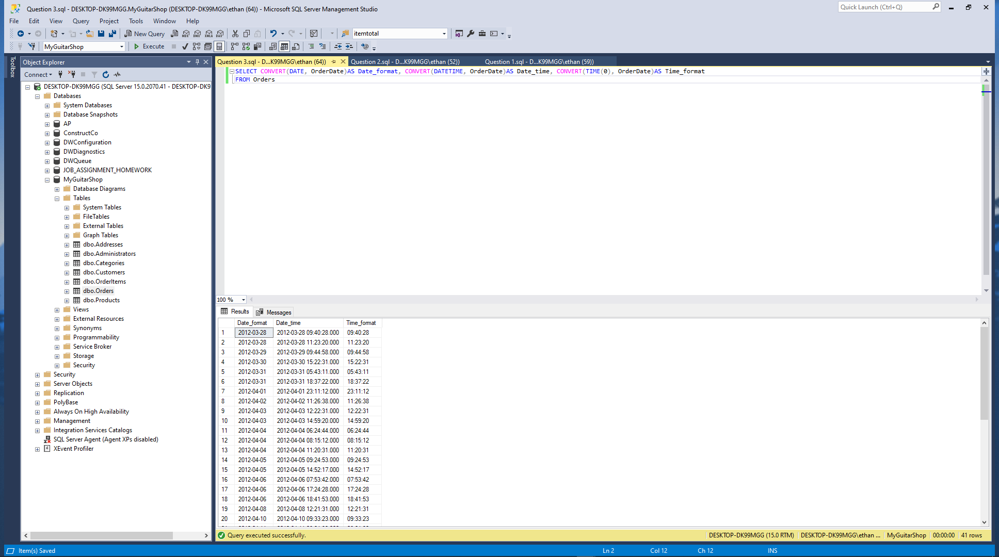 Question 3.sql - DESKTOP-DK99MGG.MyGuitarShop (DESKTOP-DK99MGG\ethan (64)) - Microsoft SQL Server Management Studio
Quick Launch (Ctrl+Q)
File Edit View Query Project Tools Window Help
New Query MDX DMX XMLA DAX itemtotal
MyGuitarShop Execute
Toolbox
Object Explorer
Connect
DESKTOP-DK99MGG (SQL Server 15.0.2070.41 - DESKTOP-DK9
Databases
System Databases
Database Snapshots
AP
ConstructCo
DWConfiguration
DWDiagnostics
DWQueue
JOB_ASSIGNMENT_HOMEWORK
MyGuitarShop
Database Diagrams
Tables
System Tables
FileTables
External Tables
Graph Tables
dbo.Addresses
dbo.Administrators
dbo.Categories
dbo.Customers
dbo.OrderItems
dbo.Orders
dbo.Products
Views
External Resources
Synonyms
Programmability
Service Broker
Storage
Security
Security
Server Objects
Replication
PolyBase
Always On High Availability
Management
Integration Services Catalogs
SQL Server Agent (Agent XPs disabled)
XEvent Profiler
Question 3.sql - D...K99MGG\ethan (64)) Question 2.sql - D...K99MGG\ethan (52)) Question 1.sql - D...K99MGG\ethan (59))
SELECT CONVERT(DATE, OrderDate)AS Date_format, CONVERT(DATETIME, OrderDate)AS Date_time, CONVERT(TIME(0), OrderDate)AS Time_format
FROM Orders
100 %
Results Messages
Date_format Date_time Time_format
1 2012-03-28 2012-03-28 09:40:28.000 09:40:28
2 2012-03-28 2012-03-28 11:23:20.000 11:23:20
3 2012-03-29 2012-03-29 09:44:58.000 09:44:58
4 2012-03-30 2012-03-30 15:22:31.000 15:22:31
5 2012-03-31 2012-03-31 05:43:11.000 05:43:11
6 2012-03-31 2012-03-31 18:37:22.000 18:37:22
7 2012-04-01 2012-04-01 23:11:12.000 23:11:12
8 2012-04-02 2012-04-02 11:26:38.000 11:26:38
9 2012-04-03 2012-04-03 12:22:31.000 12:22:31
10 2012-04-03 2012-04-03 14:59:20.000 14:59:20
11 2012-04-04 2012-04-04 06:24:44.000 06:24:44
12 2012-04-04 2012-04-04 08:15:12.000 08:15:12
13 2012-04-04 2012-04-04 11:20:31.000 11:20:31
14 2012-04-05 2012-04-05 09:24:53.000 09:24:53
15 2012-04-05 2012-04-05 14:52:17.000 14:52:17
16 2012-04-06 2012-04-06 07:53:42.000 07:53:42
17 2012-04-06 2012-04-06 17:24:28.000 17:24:28
18 2012-04-06 2012-04-06 18:41:53.000 18:41:53
19 2012-04-08 2012-04-08 12:21:31.000 12:21:31
20 2012-04-10 2012-04-10 09:33:23.000 09:33:23
Query executed successfully. DESKTOP-DK99MGG (15.0 RTM) DESKTOP-DK99MGG\ethan ... MyGuitarShop 00:00:00 41 rows
Item(s) Saved Ln 2 Col 12 Ch 12 INS